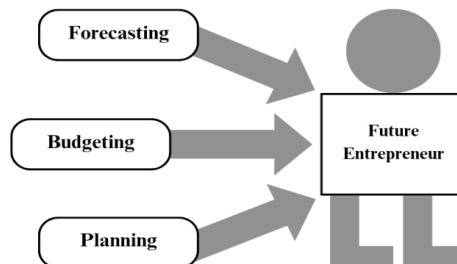 Forecasting
Budgeting
Planning
Future
Entrepreneur